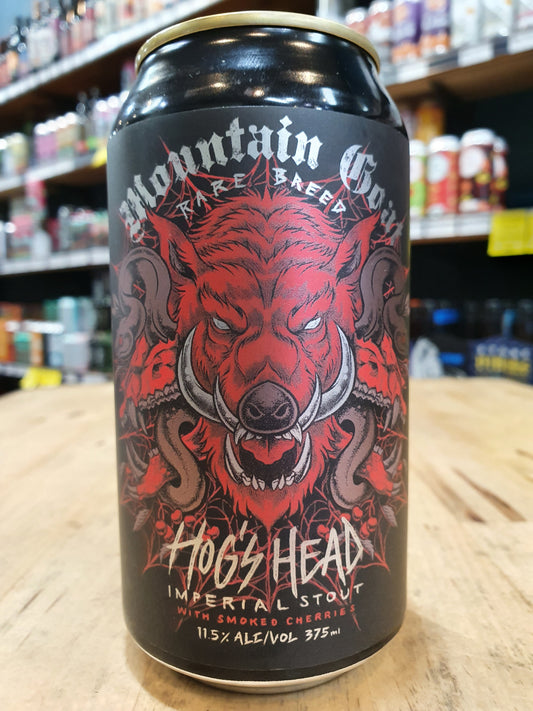 Mountain Goat
RARE BREED
HOG'S HEAD
IMPERIAL STOUT
WITH SMOKED CHERRIES
11.5% ALC/VOL 375ml